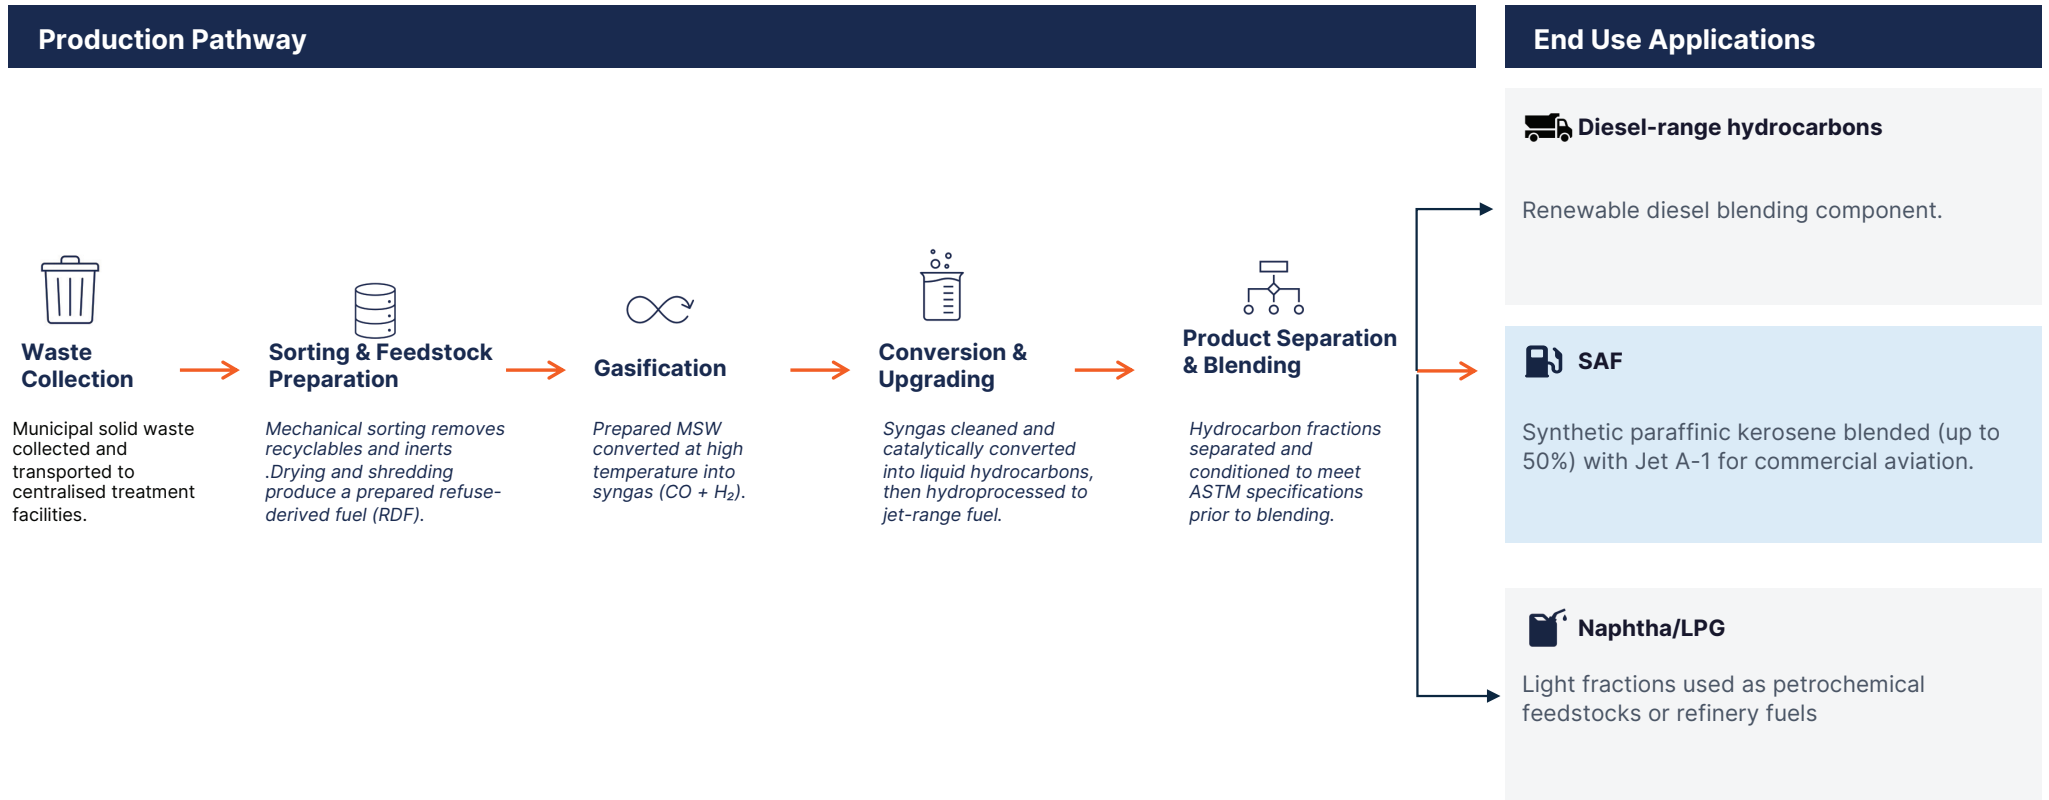 Production Pathway
End Use Applications
Waste
Collection
Municipal solid waste
collected and
transported to
centralised treatment
facilities.
Sorting & Feedstock
Preparation
Mechanical sorting removes
recyclables and inerts
.Drying and shredding
produce a prepared refuse-
derived fuel (RDF).
Gasification
Prepared MSW
converted at high
temperature into
syngas (CO + H₂).
Conversion &
Upgrading
Syngas cleaned and
catalytically converted
into liquid hydrocarbons,
then hydroprocessed to
jet-range fuel.
Product Separation
& Blending
Hydrocarbon fractions
separated and
conditioned to meet
ASTM specifications
prior to blending.
Diesel-range hydrocarbons
Renewable diesel blending component.
SAF
Synthetic paraffinic kerosene blended (up to
50%) with Jet A-1 for commercial aviation.
Naphtha/LPG
Light fractions used as petrochemical
feedstocks or refinery fuels